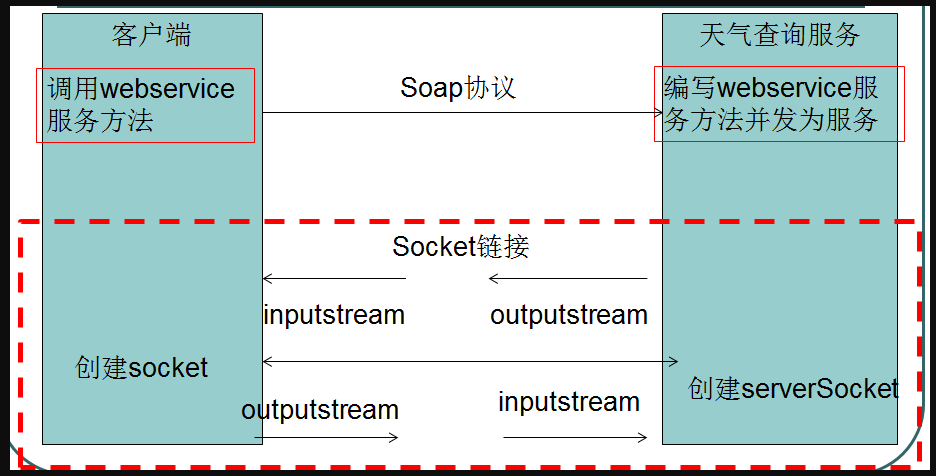 客户端
天气查询服务
调用webservice
服务方法
Soap协议
编写webservice服
务方法并发为服务
Socket链接
inputstream
outputstream
创建socket
创建serverSocket
outputstream
inputstream